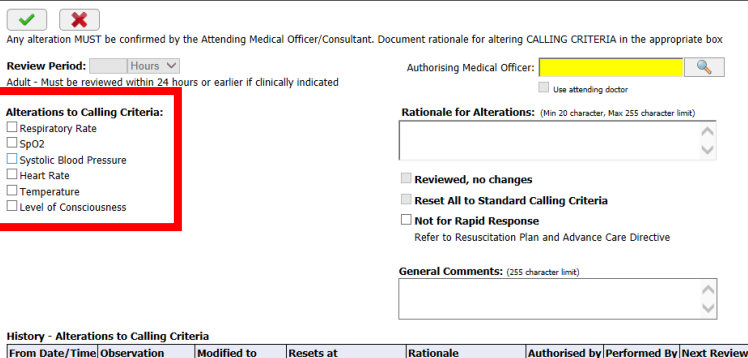 Any alteration MUST be confirmed by the Attending Medical Officer/Consultant. Document rationale for altering CALLING CRITERIA in the appropriate box
Review Period: Hours
Authorising Medical Officer:
Adult - Must be reviewed within 24 hours or earlier if clinically indicated
Use attending doctor
Alterations to Calling Criteria:
Respiratory Rate
SpO2
Systolic Blood Pressure
Heart Rate
Temperature
Level of Consciousness
Rationale for Alterations: (Min 20 character, Max 255 character limit)
Reviewed, no changes
Reset All to Standard Calling Criteria
Not for Rapid Response
Refer to Resuscitation Plan and Advance Care Directive
General Comments: (255 character limit)
History - Alterations to Calling Criteria
From Date/Time Observation Modified to Resets at Rationale Authorised by Performed By Next Review